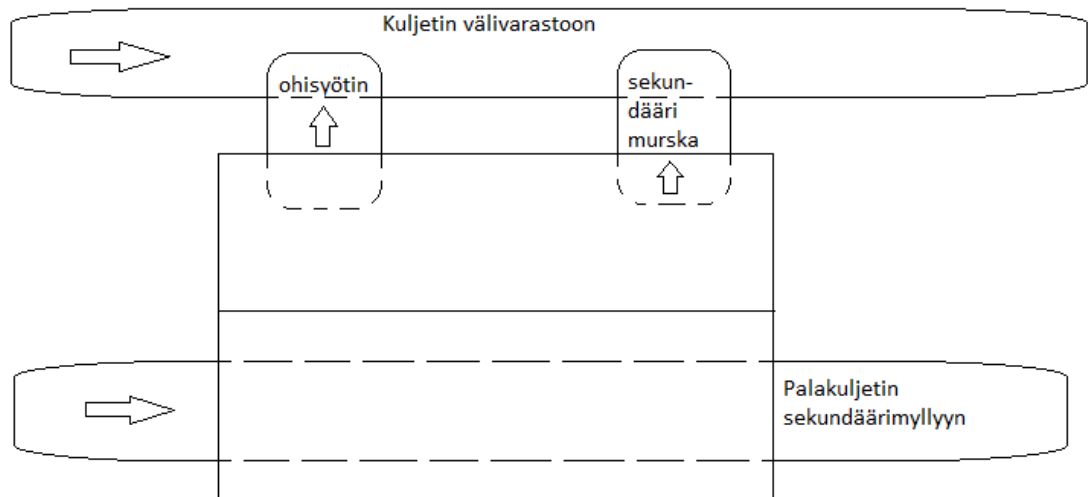 Kuljetin välivarastoon
ohisyötin
sekun-
dääri
murska
Palakuljetin
sekundäärimyllyyn